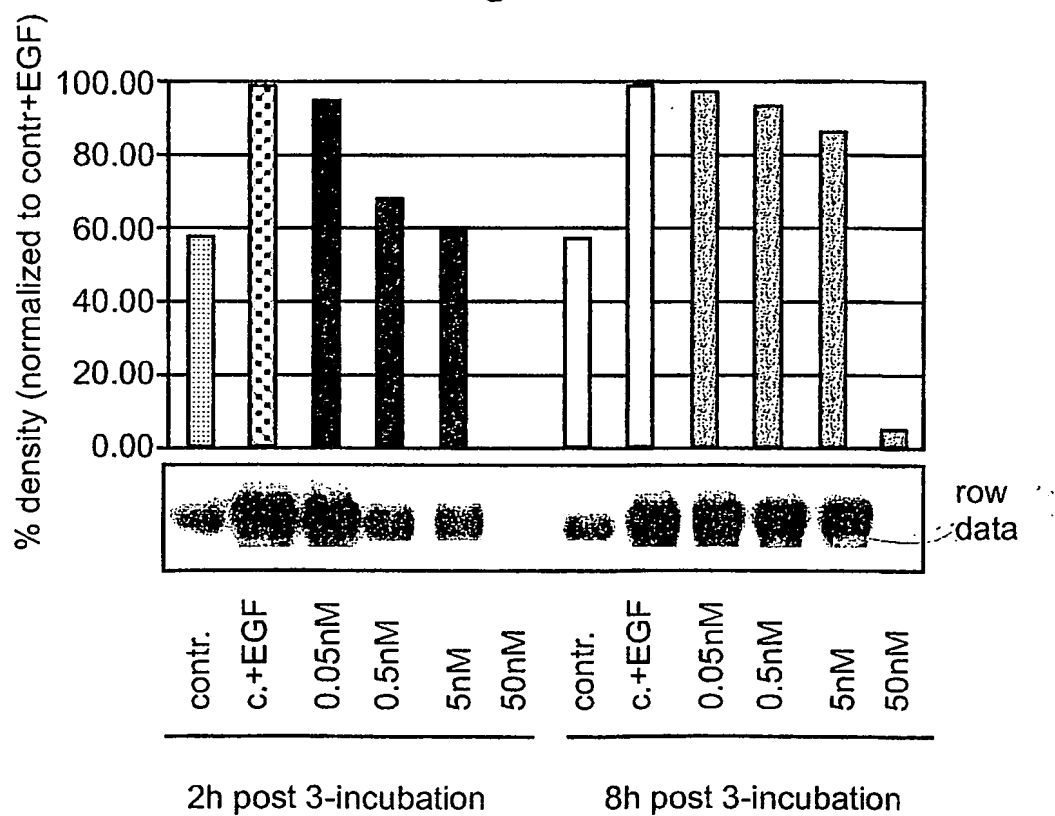 % density (normalized to contr+EGF)
100.00
80.00
60.00
40.00
20.00
0.00
row
data
contr.
c.+EGF
0.05nM
0.5nM
5nM
50nM
contr.
c.+EGF
0.05nM
0.5nM
5nM
50nM
2h post 3-incubation
8h post 3-incubation